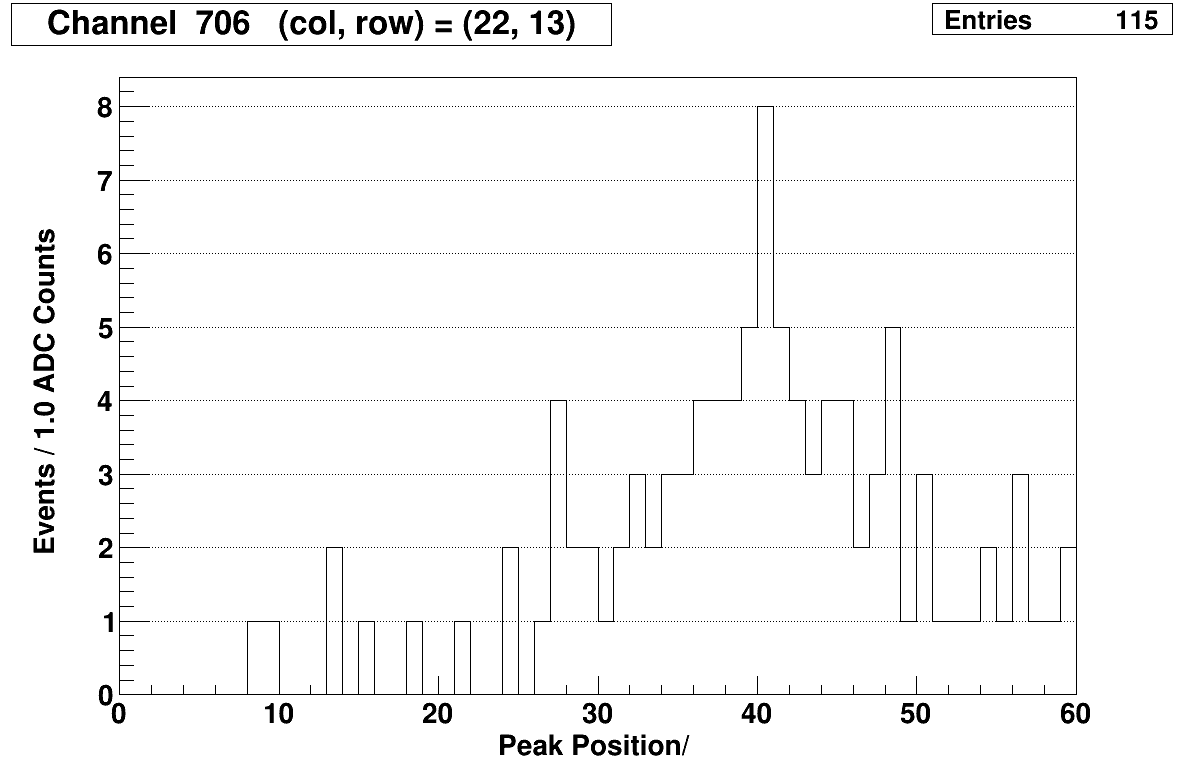 Channel 706 (col, row) = (22, 13)
Entries 115
8
7
6
5
4
3
2
1
0
Events / 1.0 ADC Counts
0 10 20 30 40 50 60
Peak Position/